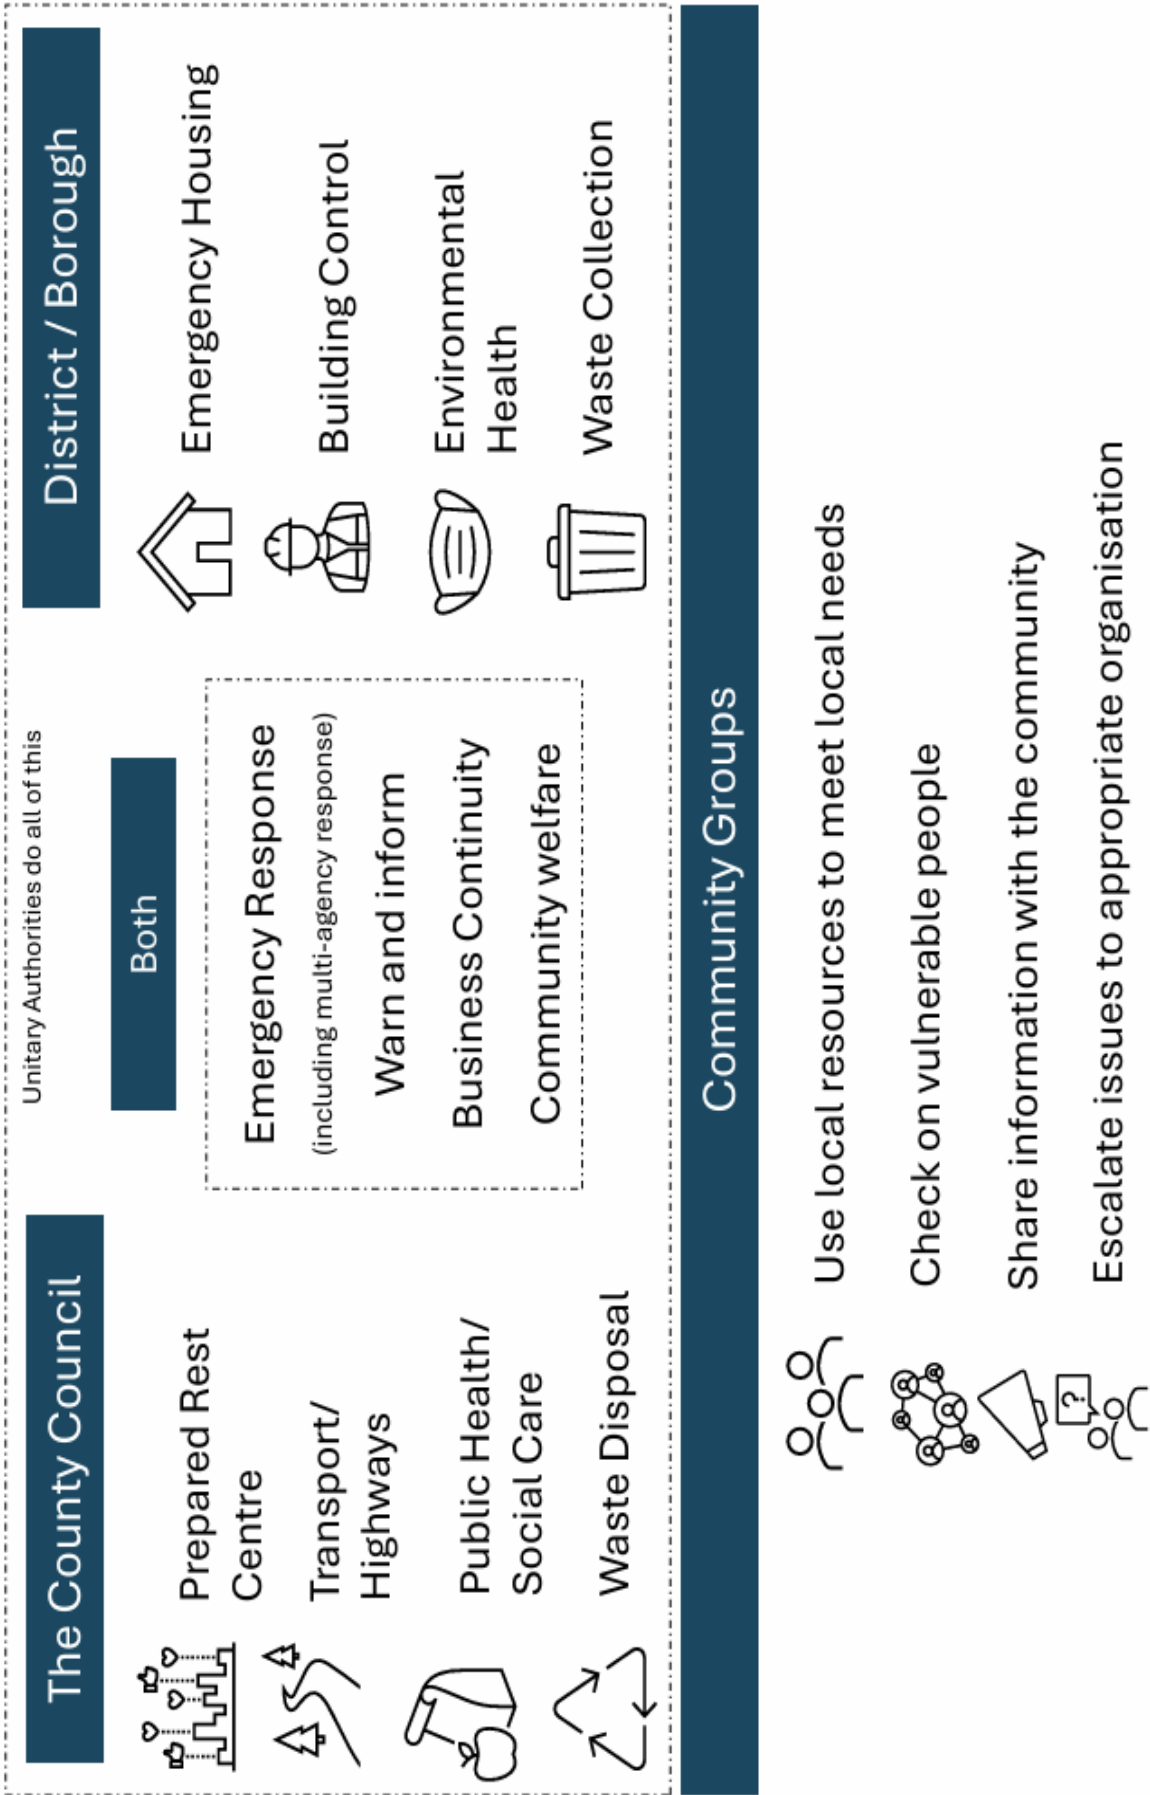 Unitary Authorities do all of this
The County Council
Prepared Rest
Centre
Transport/
Highways
Public Health/
Social Care
Waste Disposal
Both
Emergency Response
(including multi-agency response)
Warn and inform
Business Continuity
Community welfare
District / Borough
Emergency Housing
Building Control
Environmental
Health
Waste Collection
Community Groups
Use local resources to meet local needs
Check on vulnerable people
Share information with the community
?
Escalate issues to appropriate organisation